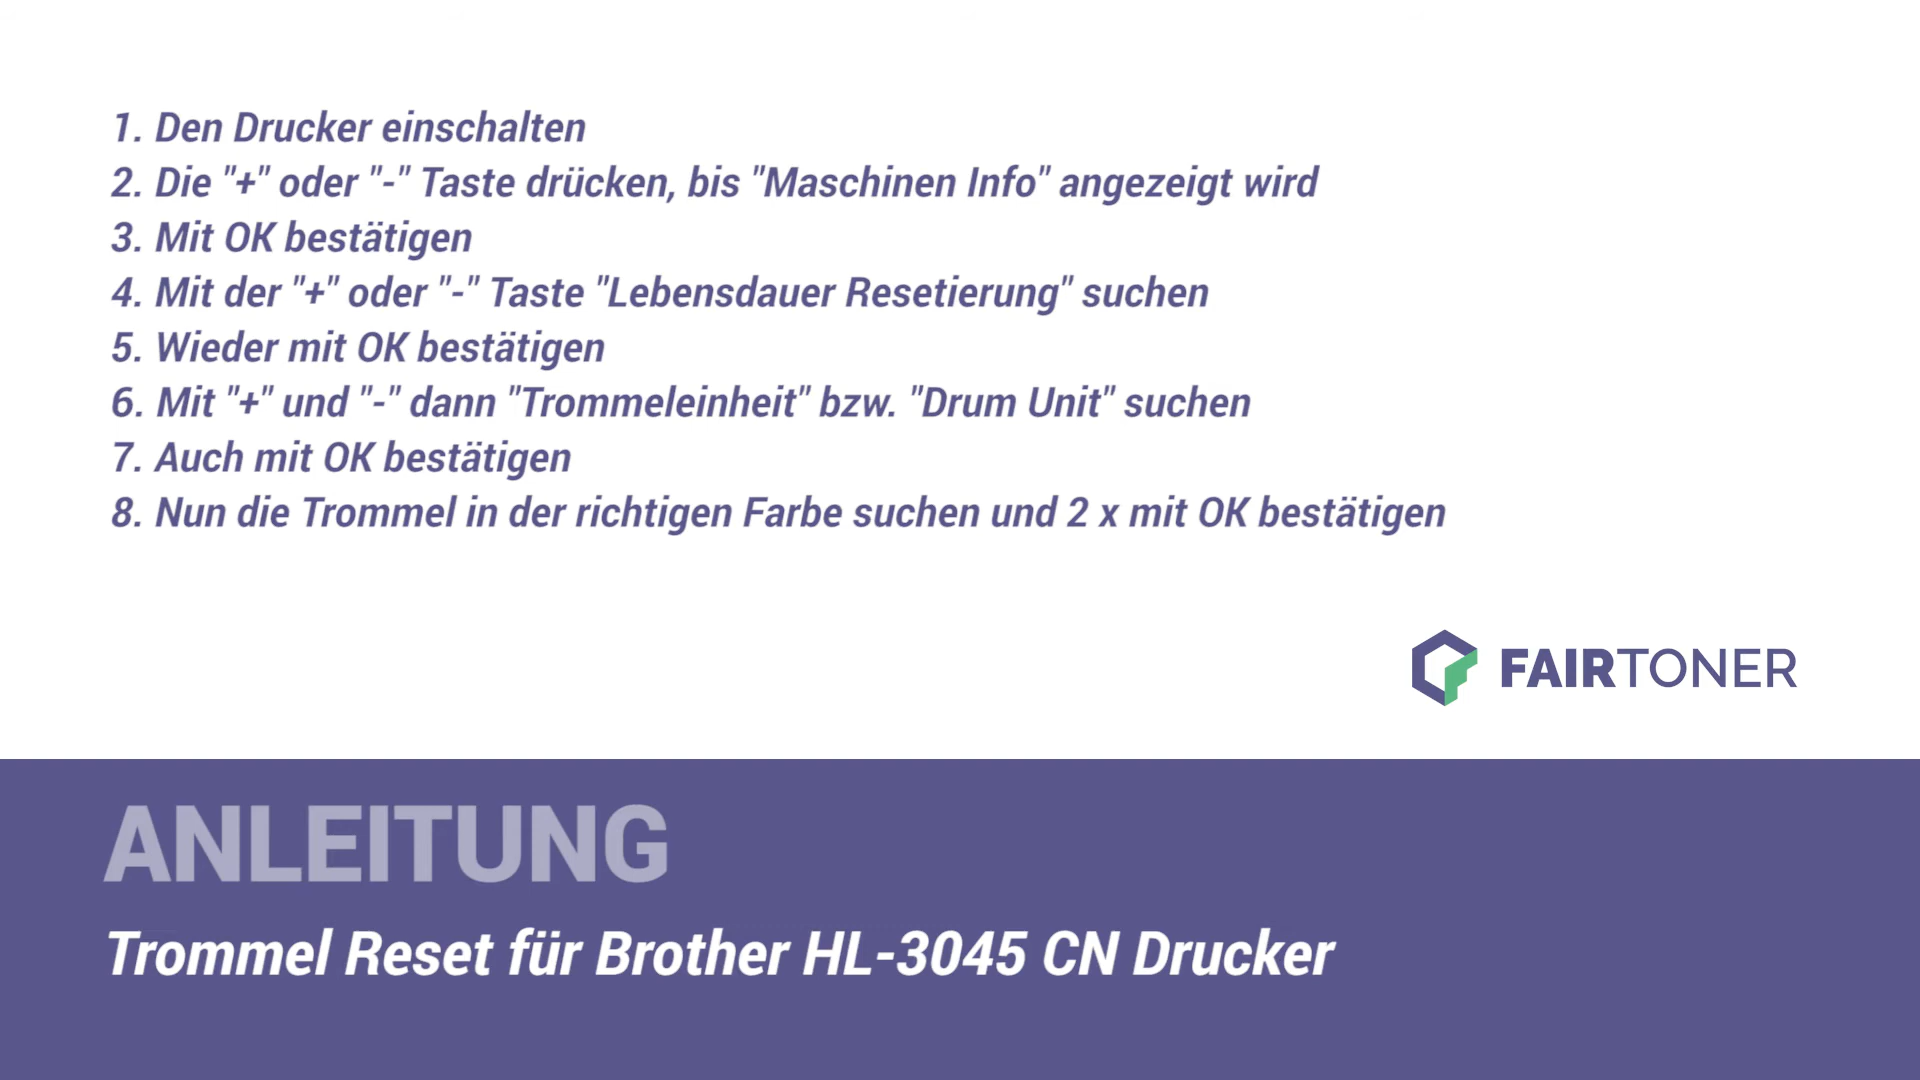 1. Den Drucker einschalten
2. Die "+" oder "-" Taste drücken, bis "Maschinen Info" angezeigt wird
3. Mit OK bestätigen
4. Mit der "+" oder "-" Taste "Lebensdauer Resetierung" suchen
5. Wieder mit OK bestätigen
6. Mit "+" und "-" dann "Trommeleinheit" bzw. "Drum Unit" suchen
7. Auch mit OK bestätigen
8. Nun die Trommel in der richtigen Farbe suchen und 2 x mit OK bestätigen
FAIRTONER
ANLEITUNG
Trommel Reset für Brother HL-3045 CN Drucker